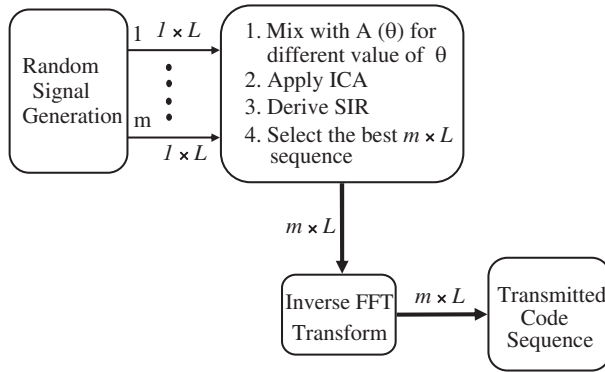 Random
Signal
Generation
1
1 × L
m
1 × L
1. Mix with A (θ) for
different value of θ
2. Apply ICA
3. Derive SIR
4. Select the best m × L
sequence
m × L
Inverse FFT
Transform
m × L
Transmitted
Code
Sequence